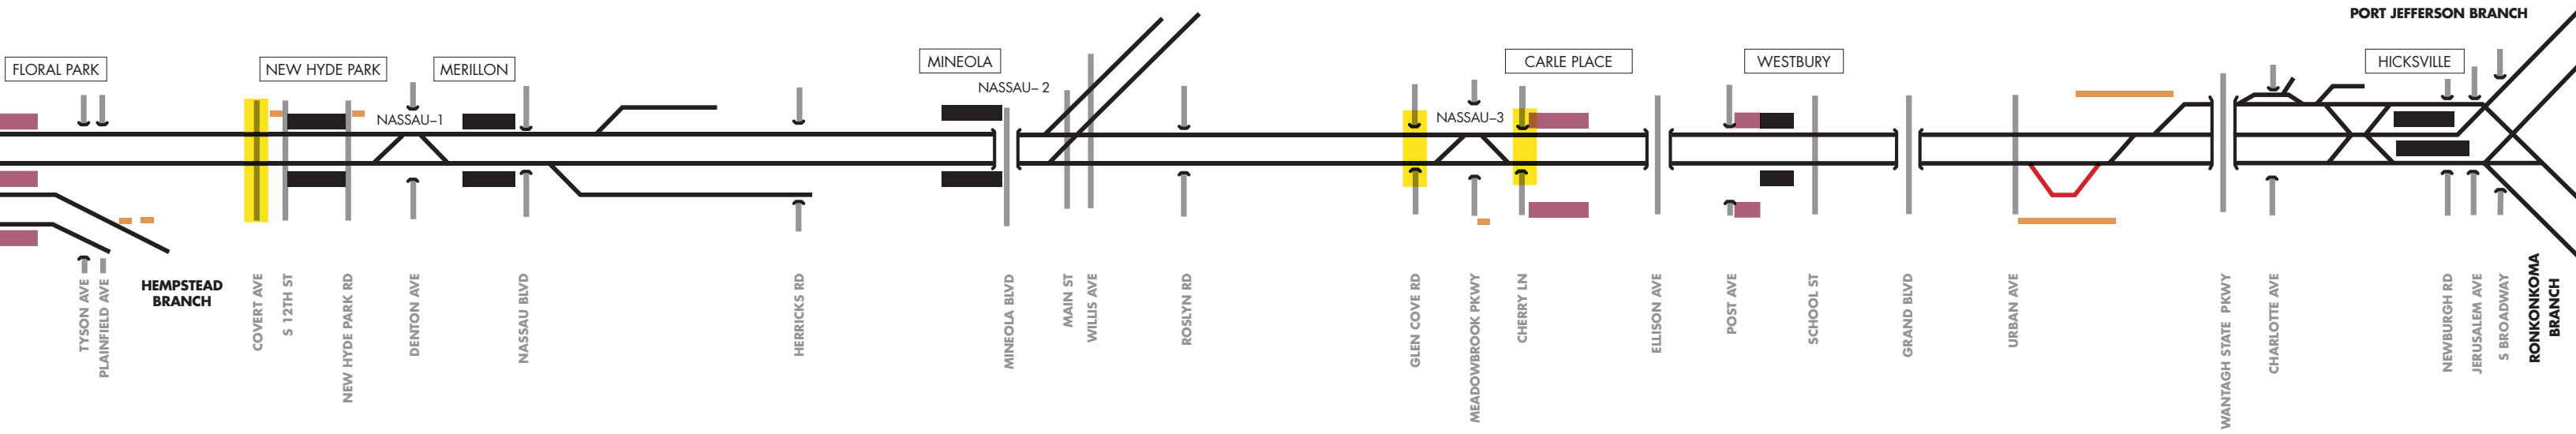 PORT JEFFERSON BRANCH
FLORAL PARK
NEW HYDE PARK
MERILLON
MINEOLA
CARLE PLACE
WESTBURY
HICKSVILLE
NASSAU–1
NASSAU– 2
NASSAU–3
HEMPSTEAD
BRANCH
TYSON AVE
PLAINFIELD AVE
COVERT AVE
S 12TH ST
NEW HYDE PARK RD
DENTON AVE
NASSAU BLVD
HERRICKS RD
MINEOLA BLVD
MAIN ST
WILLIS AVE
ROSLYN RD
GLEN COVE RD
MEADOWBROOK PKWY
CHERRY LN
ELLISON AVE
POST AVE
SCHOOL ST
GRAND BLVD
URBAN AVE
WANTAGH STATE PKWY
CHARLOTTE AVE
NEWBURGH RD
JERUSALEM AVE
S BROADWAY
RONKONKOMA
BRANCH